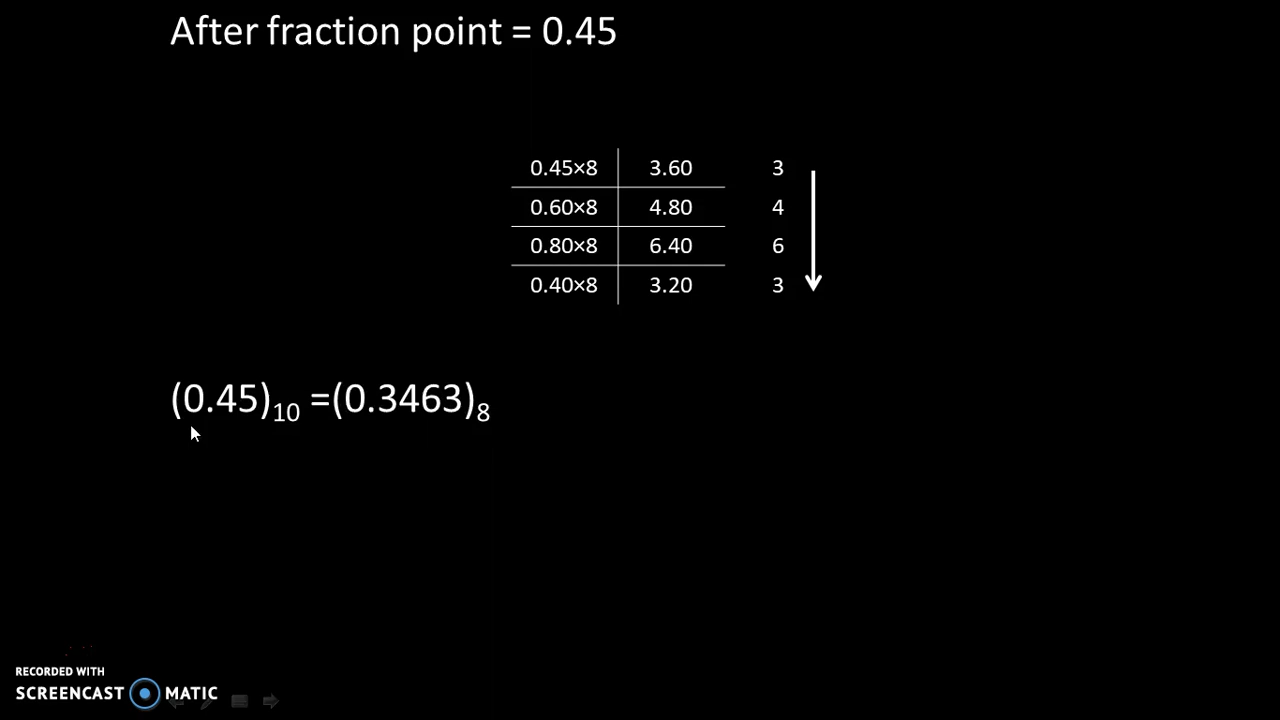 After fraction point = 0.45
0.45×8 3.60 3
0.60×8 4.80 4
0.80×8 6.40 6
0.40×8 3.20 3
(0.45)₁₀ =(0.3463)₈
RECORDED WITH
SCREENCAST MATIC